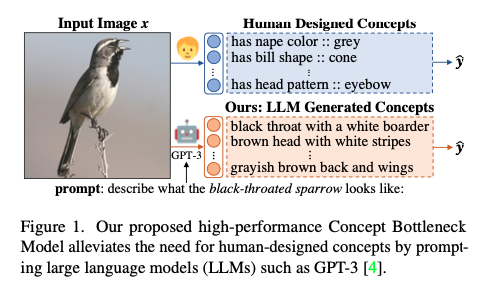 Input Image x
Human Designed Concepts
has nape color :: grey
has bill shape :: cone
⋮
has head pattern :: eyebow
ŷ
Ours: LLM Generated Concepts
GPT-3
black throat with a white boarder
brown head with white stripes
⋮
grayish brown back and wings
ŷ
prompt: describe what the black-throated sparrow looks like:
Figure 1. Our proposed high-performance Concept Bottleneck
Model alleviates the need for human-designed concepts by prompt-
ing large language models (LLMs) such as GPT-3 [4].